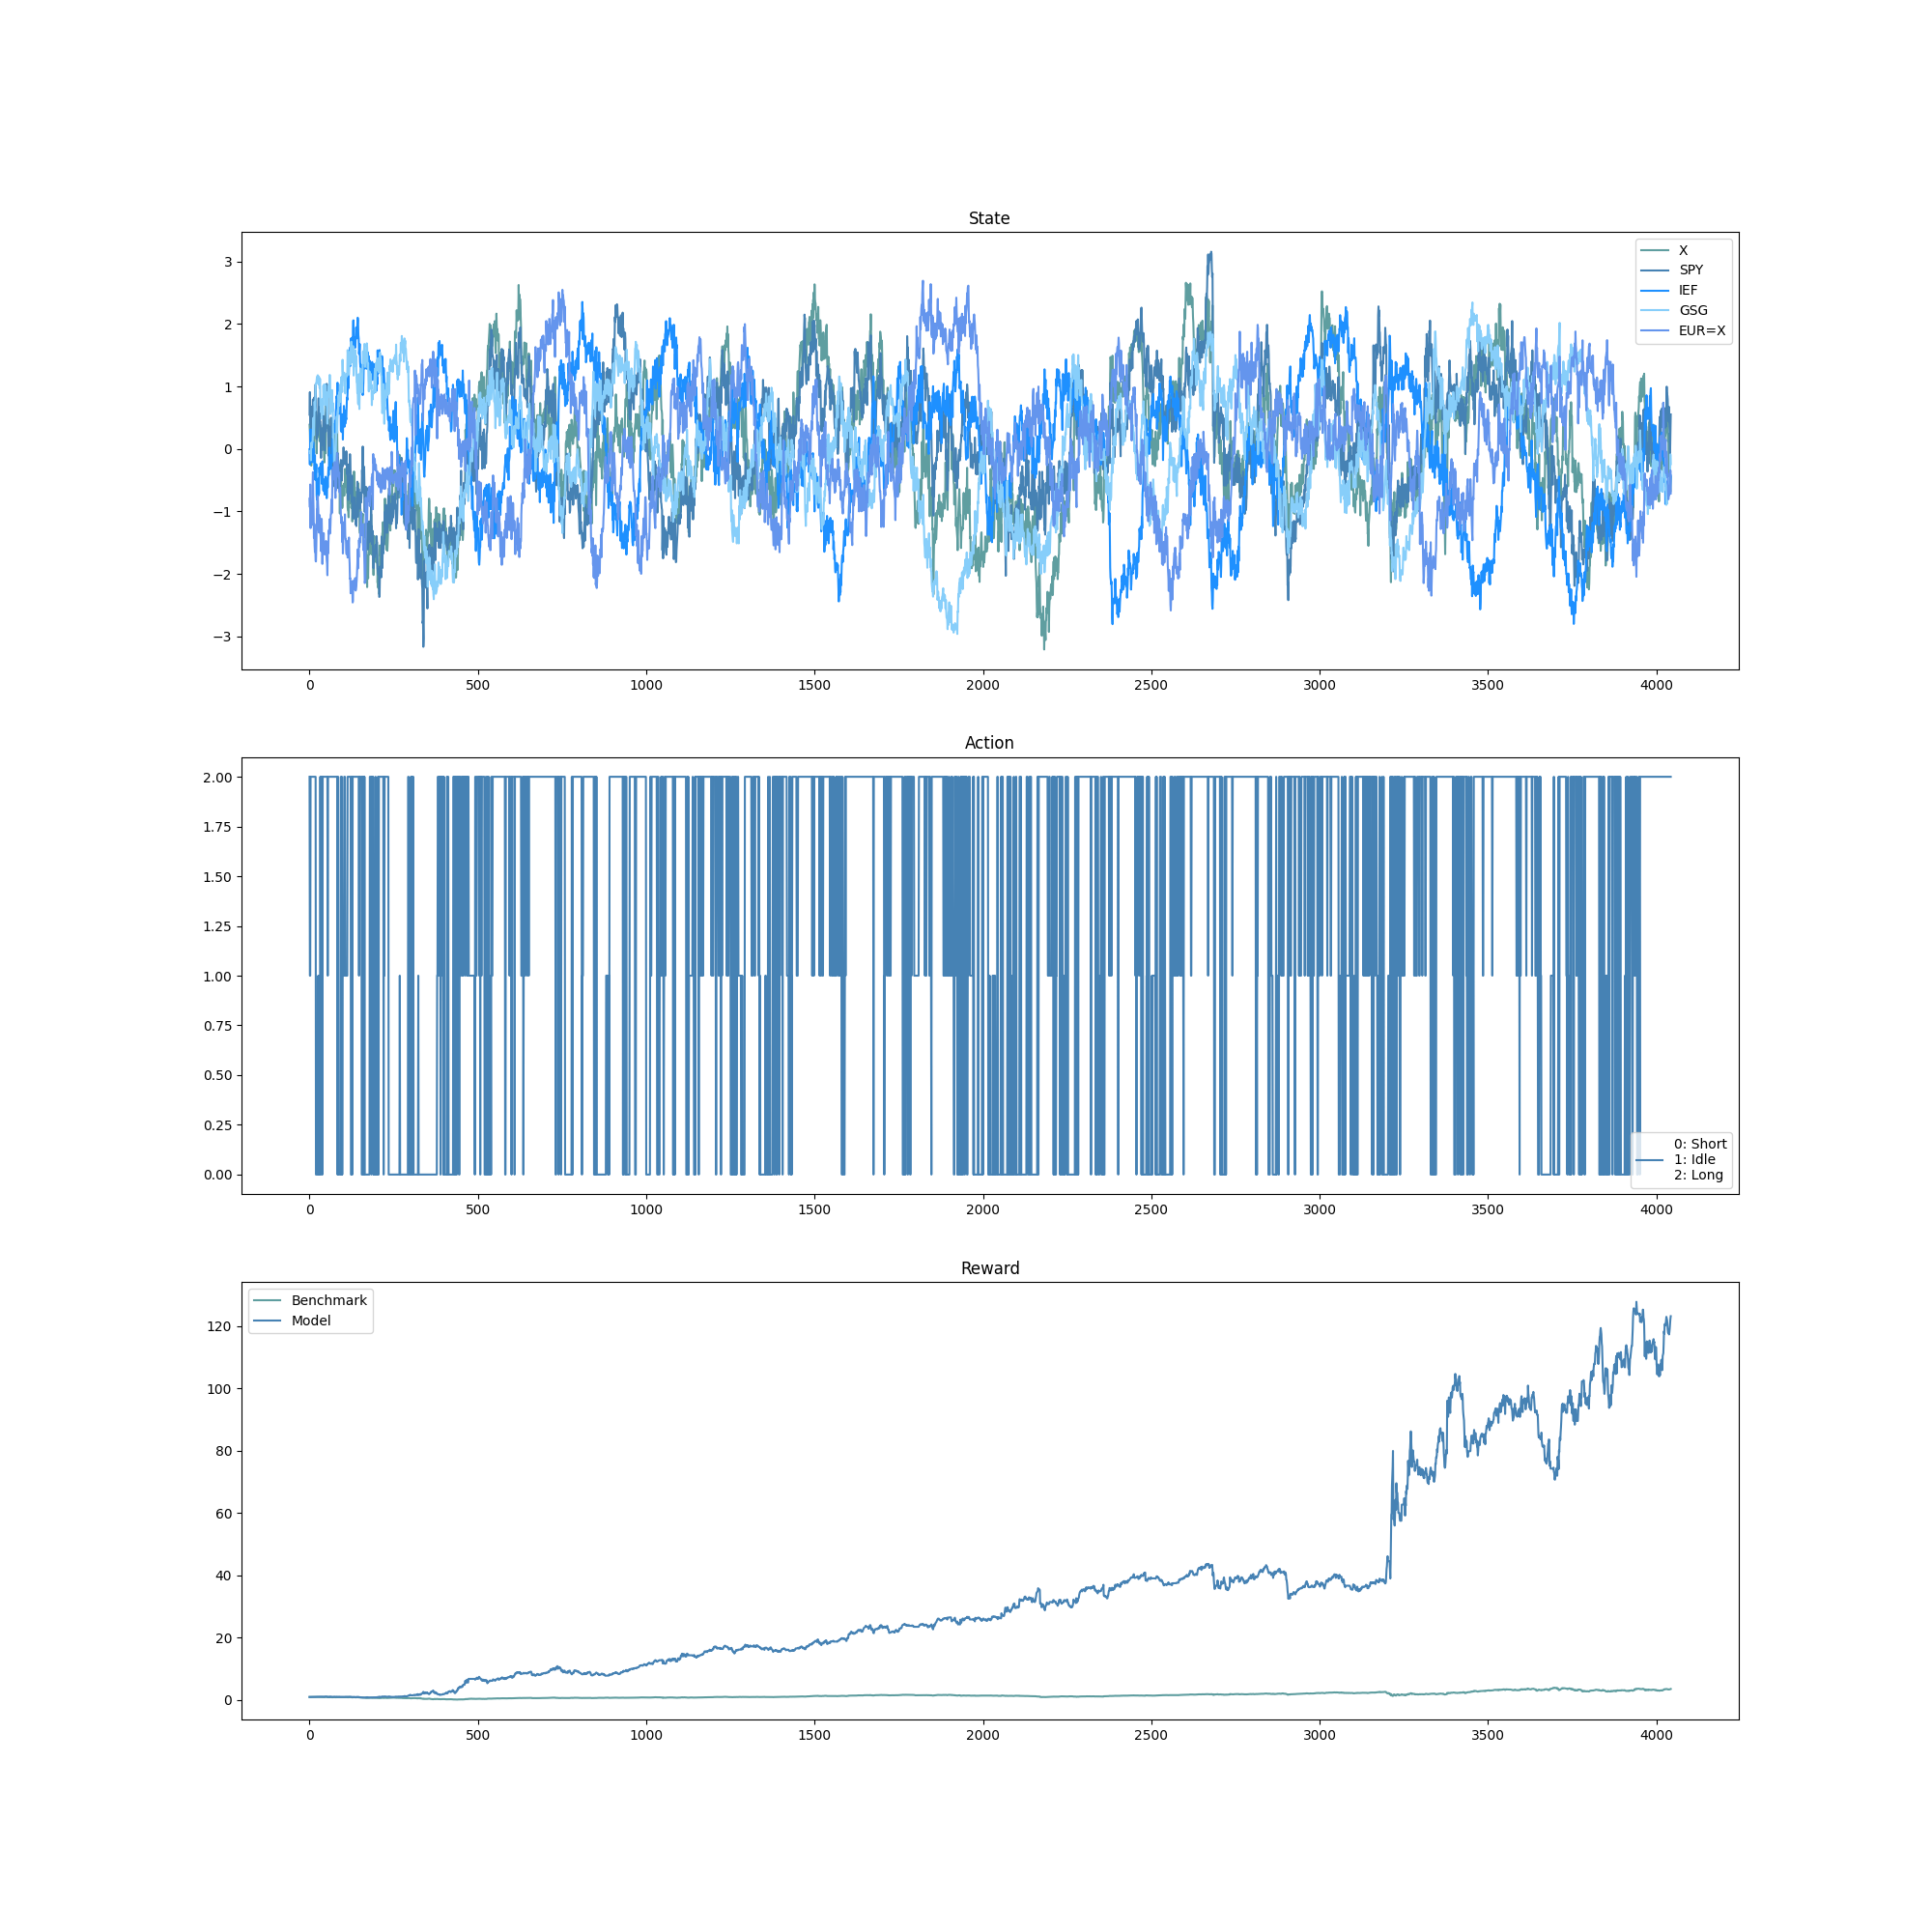 State
3
2
1
0
−1
−2
−3
X
SPY
IEF
GSG
EUR=X
0 500 1000 1500 2000 2500 3000 3500 4000
Action
2.00
1.75
1.50
1.25
1.00
0.75
0.50
0.25
0.00
0: Short
1: Idle
2: Long
0 500 1000 1500 2000 2500 3000 3500 4000
Reward
Benchmark
Model
120
100
80
60
40
20
0
0 500 1000 1500 2000 2500 3000 3500 4000